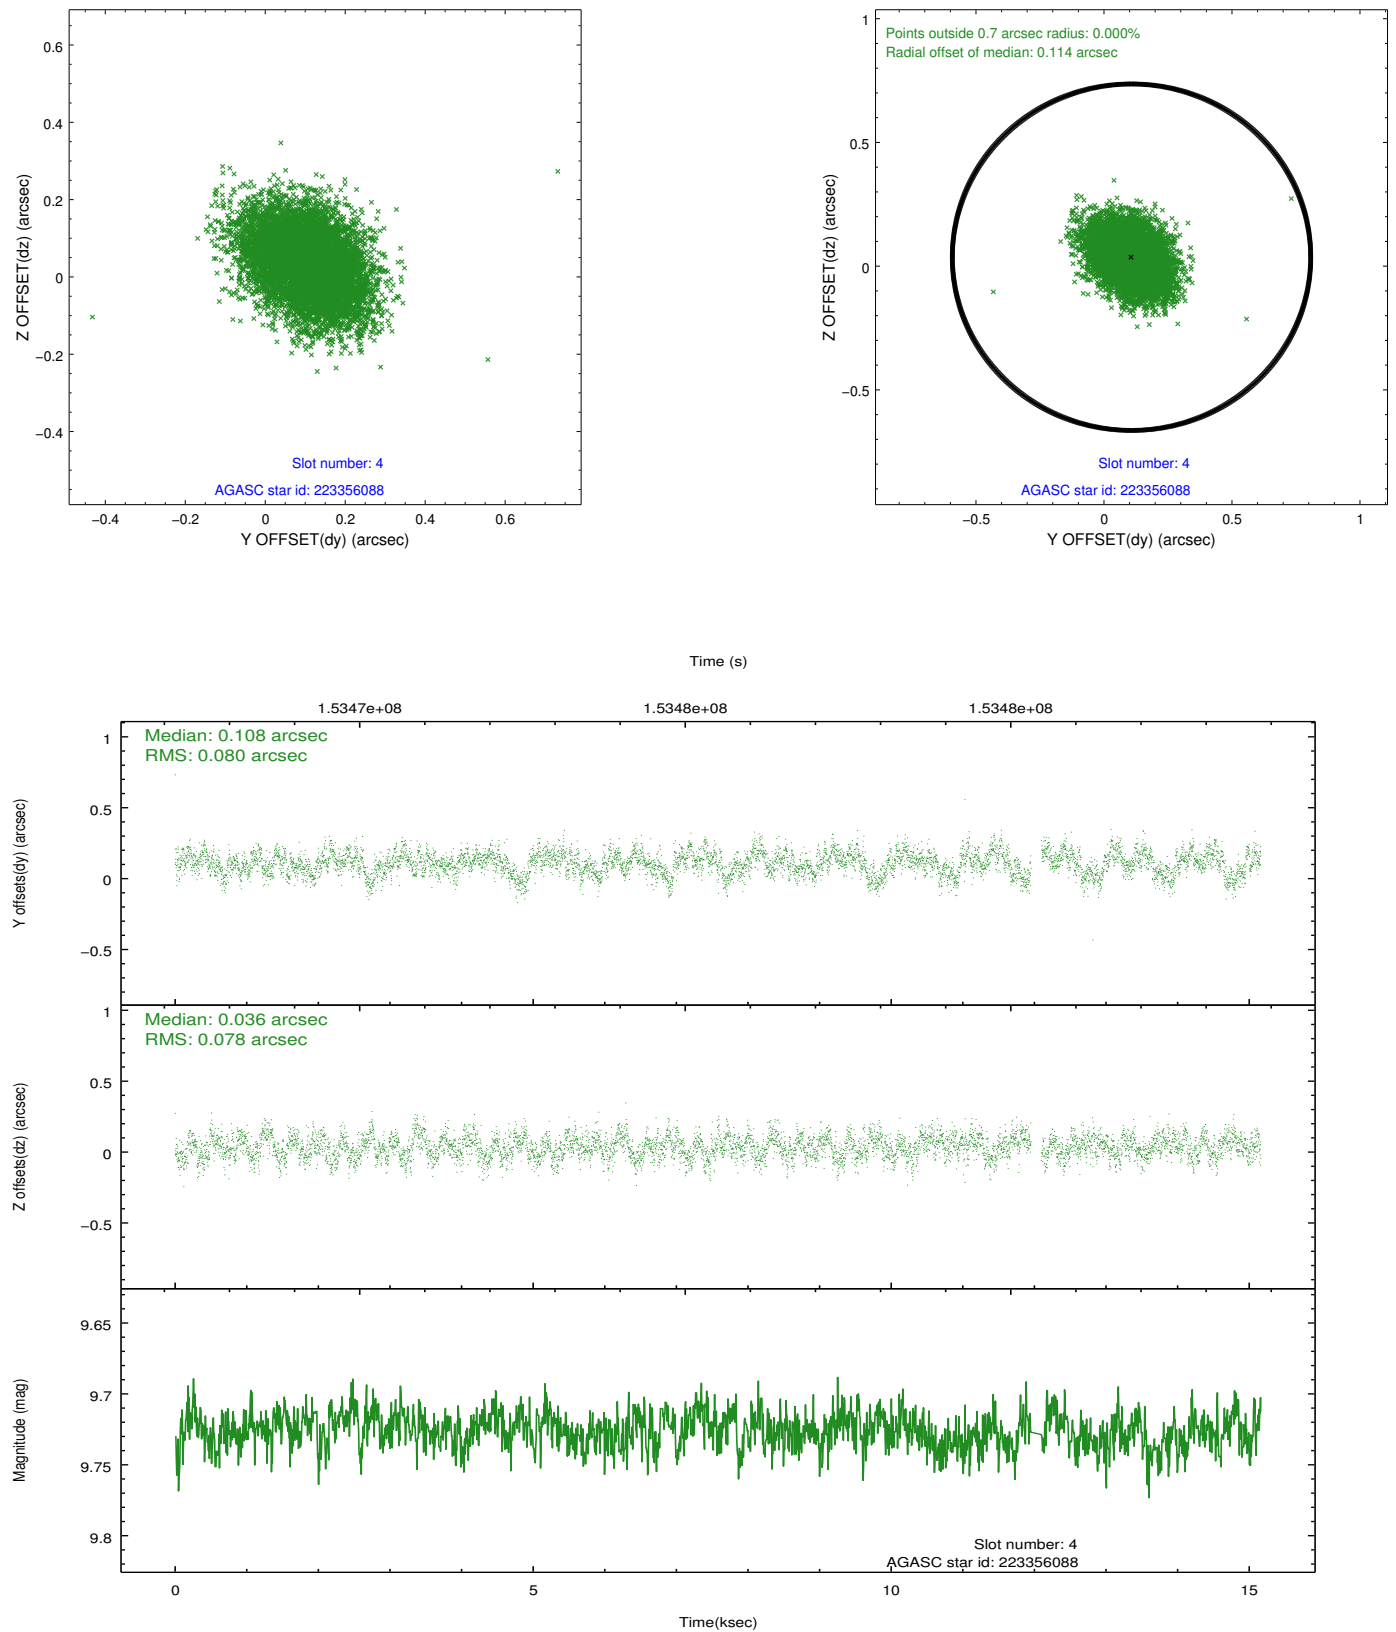 0.6
0.4
0.2
0
−0.2
−0.4
Z OFFSET(dz) (arcsec)
Slot number: 4
AGASC star id: 223356088
−0.4 −0.2 0 0.2 0.4 0.6
Y OFFSET(dy) (arcsec)
Points outside 0.7 arcsec radius: 0.000%
Radial offset of median: 0.114 arcsec
1
0.5
0
−0.5
Z OFFSET(dz) (arcsec)
Slot number: 4
AGASC star id: 223356088
−0.5 0 0.5 1
Y OFFSET(dy) (arcsec)
Time (s)
1.5347e+08 1.5348e+08 1.5348e+08
Median: 0.108 arcsec
RMS: 0.080 arcsec
1
0.5
0
−0.5
Y offsets(dy) (arcsec)
Median: 0.036 arcsec
RMS: 0.078 arcsec
1
0.5
0
−0.5
Z offsets(dz) (arcsec)
9.65
9.7
9.75
9.8
Magnitude (mag)
Slot number: 4
AGASC star id: 223356088
0 5 10 15
Time(ksec)